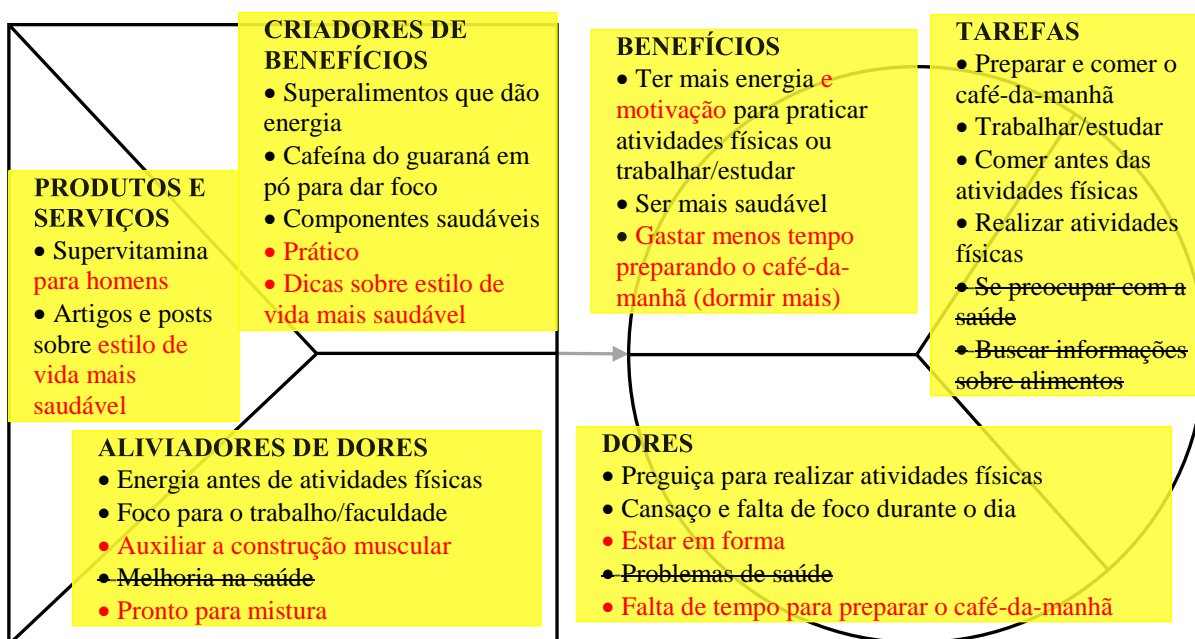 CRIADORES DE
BENEFÍCIOS
• Superalimentos que dão
energia
• Cafeína do guaraná em
pó para dar foco
• Componentes saudáveis
• Prático
• Dicas sobre estilo de
vida mais saudável
PRODUTOS E
SERVIÇOS
• Supervitamina
para homens
• Artigos e posts
sobre estilo de
vida mais
saudável
ALIVIADORES DE DORES
• Energia antes de atividades físicas
• Foco para o trabalho/faculdade
• Auxiliar a construção muscular
• Melhoria na saúde
• Pronto para mistura
BENEFÍCIOS
• Ter mais energia e
motivação para praticar
atividades físicas ou
trabalhar/estudar
• Ser mais saudável
• Gastar menos tempo
preparando o café-da-
manhã (dormir mais)
TAREFAS
• Preparar e comer o
café-da-manhã
• Trabalhar/estudar
• Comer antes das
atividades físicas
• Realizar atividades
físicas
• Se preocupar com a
saúde
• Buscar informações
sobre alimentos
DORES
• Preguiça para realizar atividades físicas
• Cansaço e falta de foco durante o dia
• Estar em forma
• Problemas de saúde
• Falta de tempo para preparar o café-da-manhã